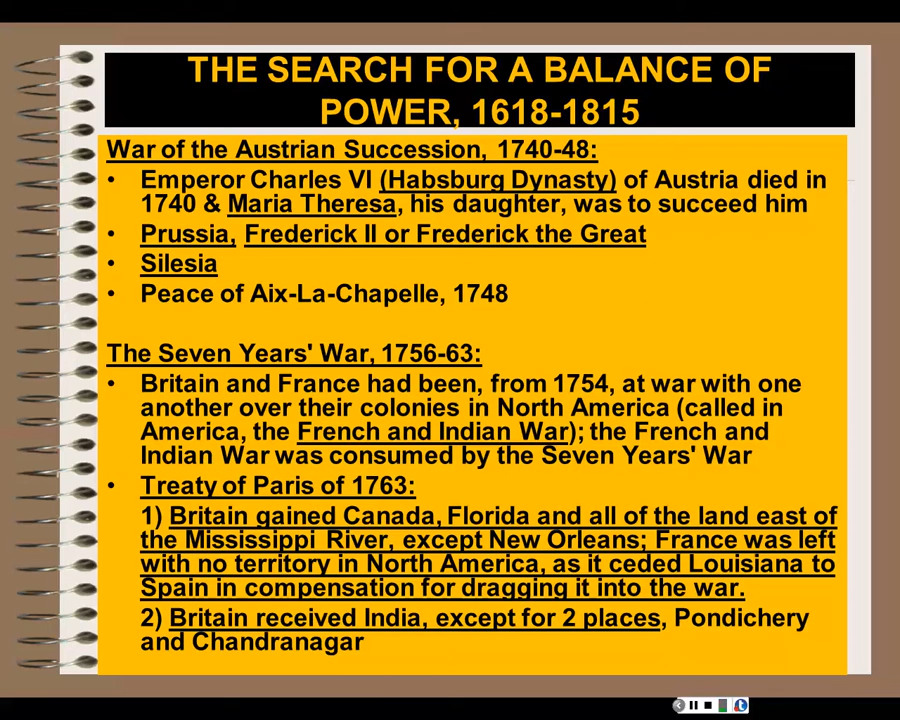 THE SEARCH FOR A BALANCE OF
POWER, 1618-1815
War of the Austrian Succession, 1740-48:
• Emperor Charles VI (Habsburg Dynasty) of Austria died in
1740 & Maria Theresa, his daughter, was to succeed him
• Prussia, Frederick II or Frederick the Great
• Silesia
• Peace of Aix-La-Chapelle, 1748
The Seven Years' War, 1756-63:
• Britain and France had been, from 1754, at war with one
another over their colonies in North America (called in
America, the French and Indian War); the French and
Indian War was consumed by the Seven Years' War
• Treaty of Paris of 1763:
1) Britain gained Canada, Florida and all of the land east of
the Mississippi River, except New Orleans; France was left
with no territory in North America, as it ceded Louisiana to
Spain in compensation for dragging it into the war.
2) Britain received India, except for 2 places, Pondichery
and Chandranagar